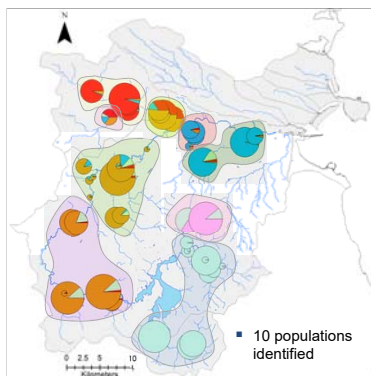 N
0 2.5 5 10
Kilometers
▪ 10 populations
identified